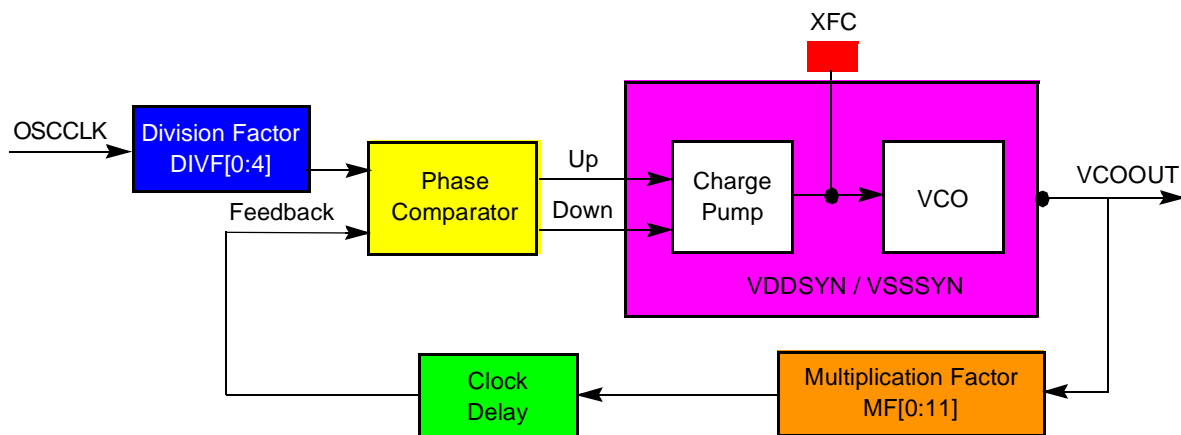 XFC
OSCCLK
Division Factor
DIVF[0:4]
Up
Phase
Comparator
Charge
Pump
VCO
VCOOUT
Feedback
Down
VDDSYN / VSSSYN
Clock
Delay
Multiplication Factor
MF[0:11]